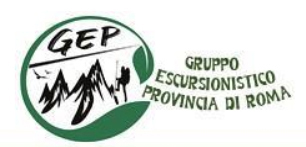 GEP
GRUPPO
ESCURSIONISTICO
PROVINCIA DI ROMA